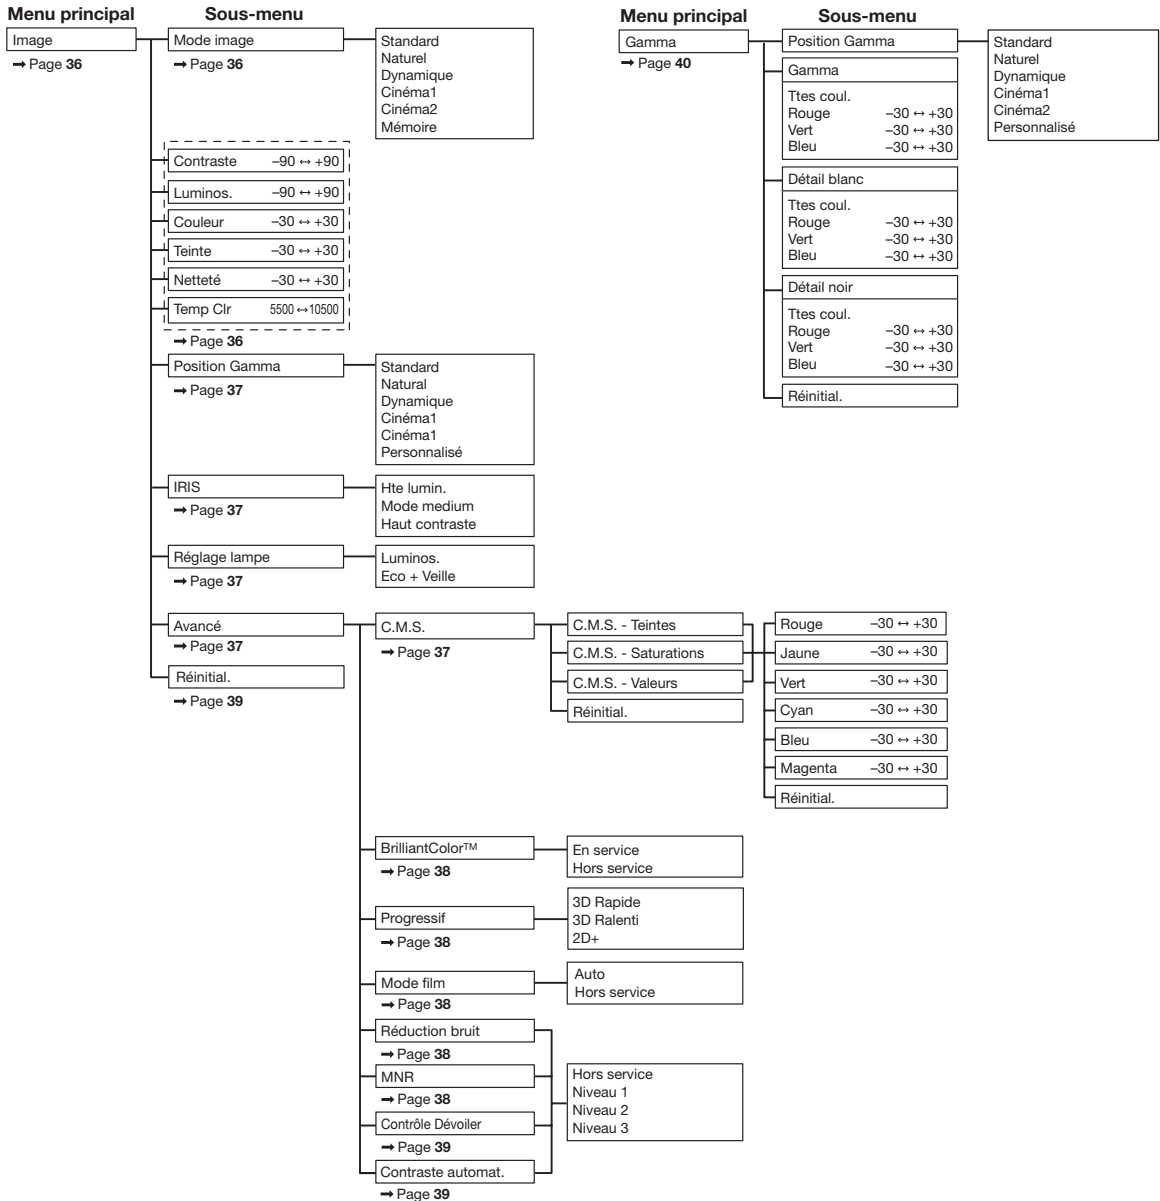 Menu principal
Sous-menu
Image
→ Page 36
Mode image
→ Page 36
Standard
Naturel
Dynamique
Cinéma1
Cinéma2
Mémoire
Contraste –90 ↔ +90
Luminos. –90 ↔ +90
Couleur –30 ↔ +30
Teinte –30 ↔ +30
Netteté –30 ↔ +30
Temp Clr 5500 ↔10500
→ Page 36
Position Gamma
→ Page 37
Standard
Natural
Dynamique
Cinéma1
Cinéma1
Personnalisé
IRIS
→ Page 37
Hte lumin.
Mode medium
Haut contraste
Réglage lampe
→ Page 37
Luminos.
Eco + Veille
Avancé
→ Page 37
Réinitial.
→ Page 39
C.M.S.
→ Page 37
C.M.S. - Teintes
C.M.S. - Saturations
C.M.S. - Valeurs
Réinitial.
Rouge –30 ↔ +30
Jaune –30 ↔ +30
Vert –30 ↔ +30
Cyan –30 ↔ +30
Bleu –30 ↔ +30
Magenta –30 ↔ +30
Réinitial.
BrilliantColor™
→ Page 38
En service
Hors service
Progressif
→ Page 38
3D Rapide
3D Ralenti
2D+
Mode film
→ Page 38
Auto
Hors service
Réduction bruit
→ Page 38
MNR
→ Page 38
Contrôle Dévoiler
→ Page 39
Contraste automat.
→ Page 39
Hors service
Niveau 1
Niveau 2
Niveau 3
Menu principal
Sous-menu
Gamma
→ Page 40
Position Gamma
Standard
Naturel
Dynamique
Cinéma1
Cinéma2
Personnalisé
Gamma
Ttes coul.
Rouge –30 ↔ +30
Vert –30 ↔ +30
Bleu –30 ↔ +30
Détail blanc
Ttes coul.
Rouge –30 ↔ +30
Vert –30 ↔ +30
Bleu –30 ↔ +30
Détail noir
Ttes coul.
Rouge –30 ↔ +30
Vert –30 ↔ +30
Bleu –30 ↔ +30
Réinitial.